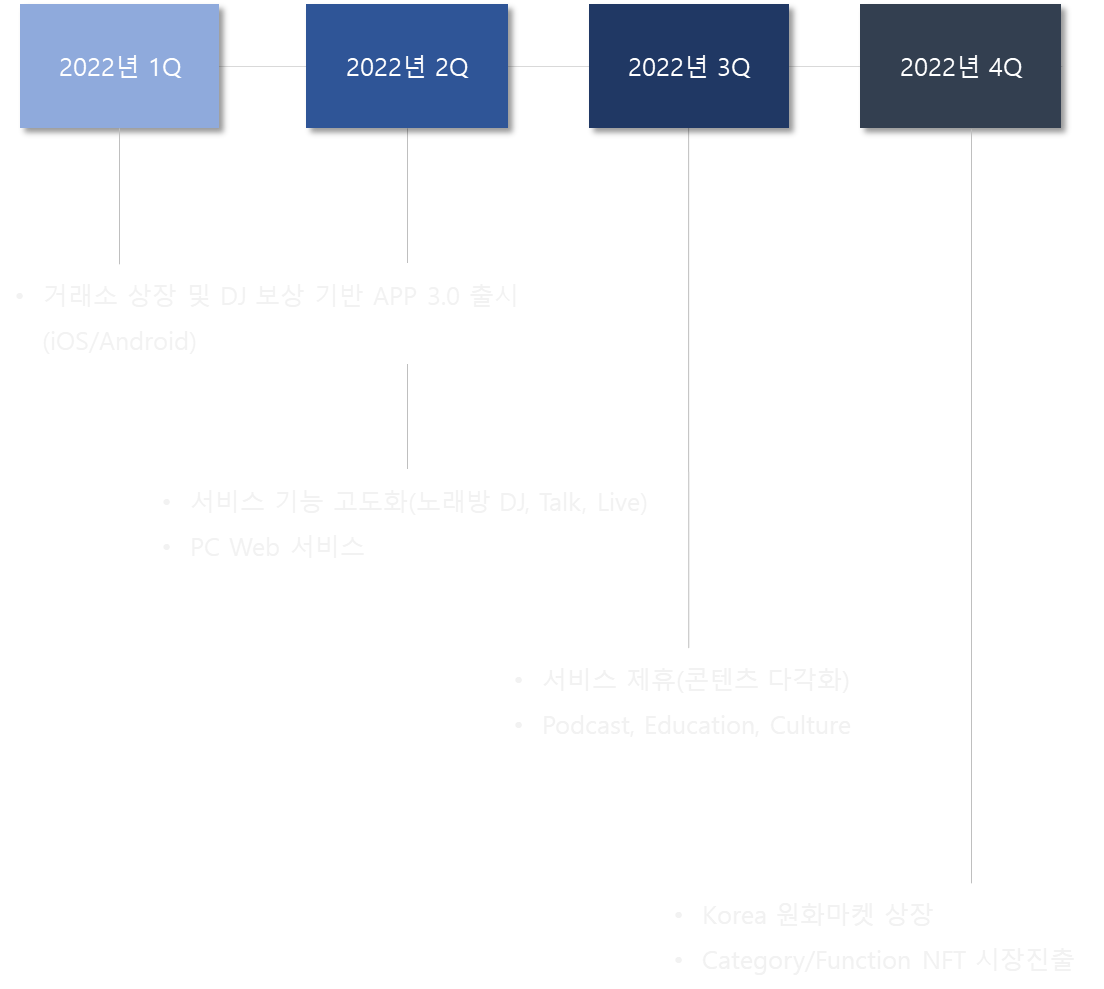 2022년 1Q
2022년 2Q
2022년 3Q
2022년 4Q
• 거래소 상장 및 DJ 보상 기반 APP 3.0 출시
(iOS/Android)
• 서비스 기능 고도화(노래방 DJ, Talk, Live)
• PC Web 서비스
• 서비스 제휴(콘텐츠 다각화)
• Podcast, Education, Culture
• Korea 원화마켓 상장
• Category/Function NFT 시장진출